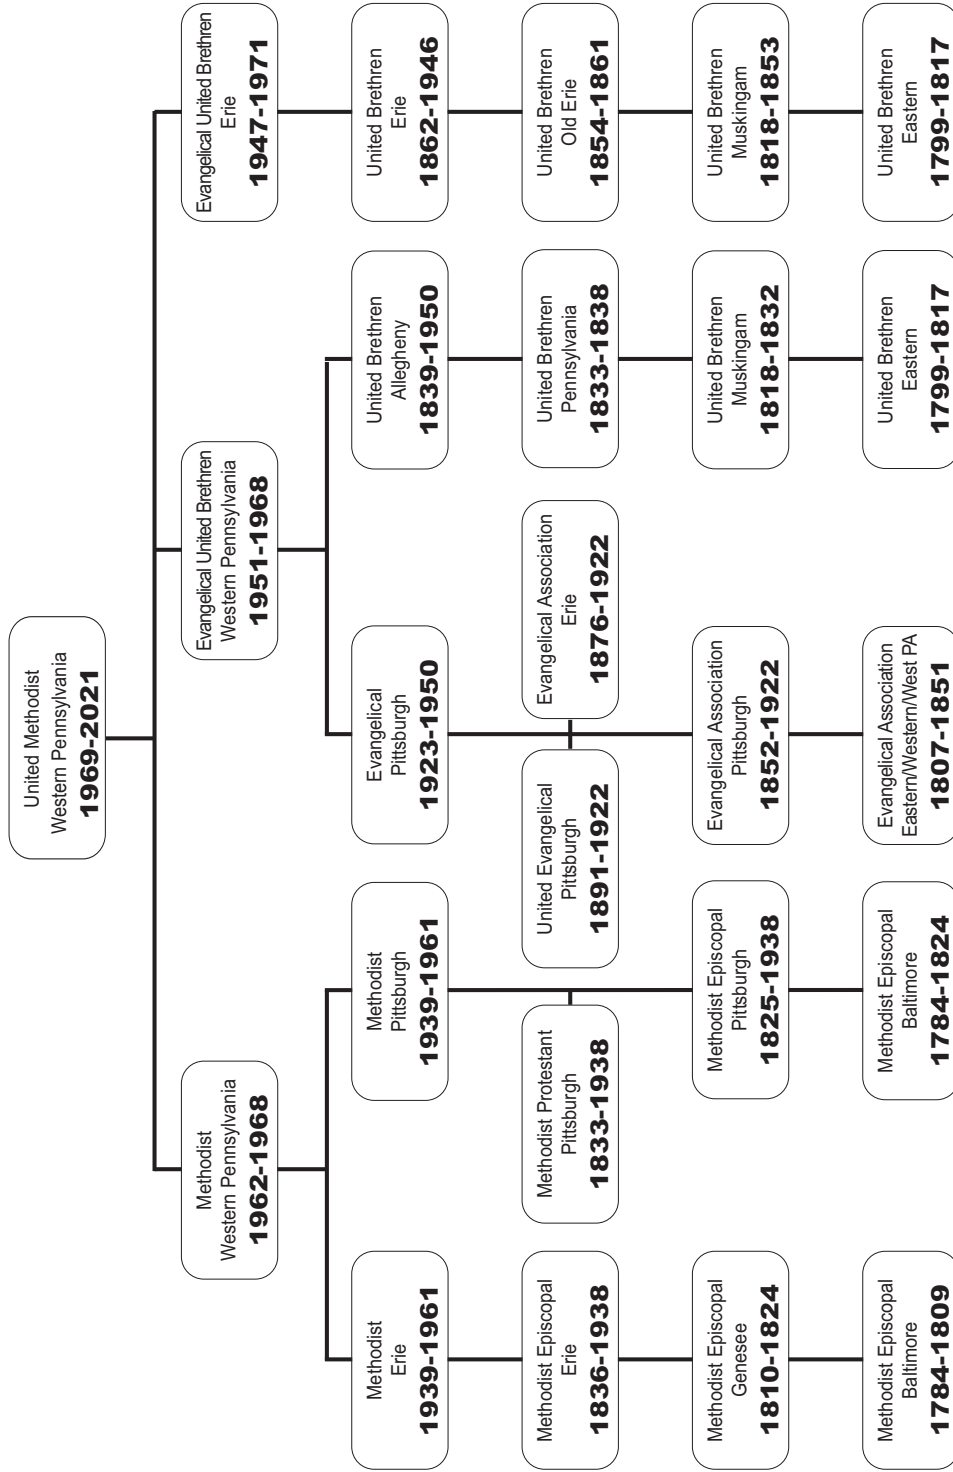 United Methodist
Western Pennsylvania
1969-2021
Methodist
Western Pennsylvania
1962-1968
Evangelical United Brethren
Western Pennsylvania
1951-1968
Evangelical United Brethren
Erie
1947-1971
Methodist
Erie
1939-1961
Methodist
Pittsburgh
1939-1961
Evangelical
Pittsburgh
1923-1950
United Brethren
Allegheny
1839-1950
United Brethren
Erie
1862-1946
Methodist Episcopal
Erie
1836-1938
Methodist Protestant
Pittsburgh
1833-1938
United Evangelical
Pittsburgh
1891-1922
Evangelical Association
Erie
1876-1922
United Brethren
Pennsylvania
1833-1838
United Brethren
Old Erie
1854-1861
Methodist Episcopal
Genesee
1810-1824
Methodist Episcopal
Pittsburgh
1825-1938
Evangelical Association
Pittsburgh
1852-1922
United Brethren
Muskingam
1818-1832
United Brethren
Muskingam
1818-1853
Methodist Episcopal
Baltimore
1784-1809
Methodist Episcopal
Baltimore
1784-1824
Evangelical Association
Eastern/Western/West PA
1807-1851
United Brethren
Eastern
1799-1817
United Brethren
Eastern
1799-1817